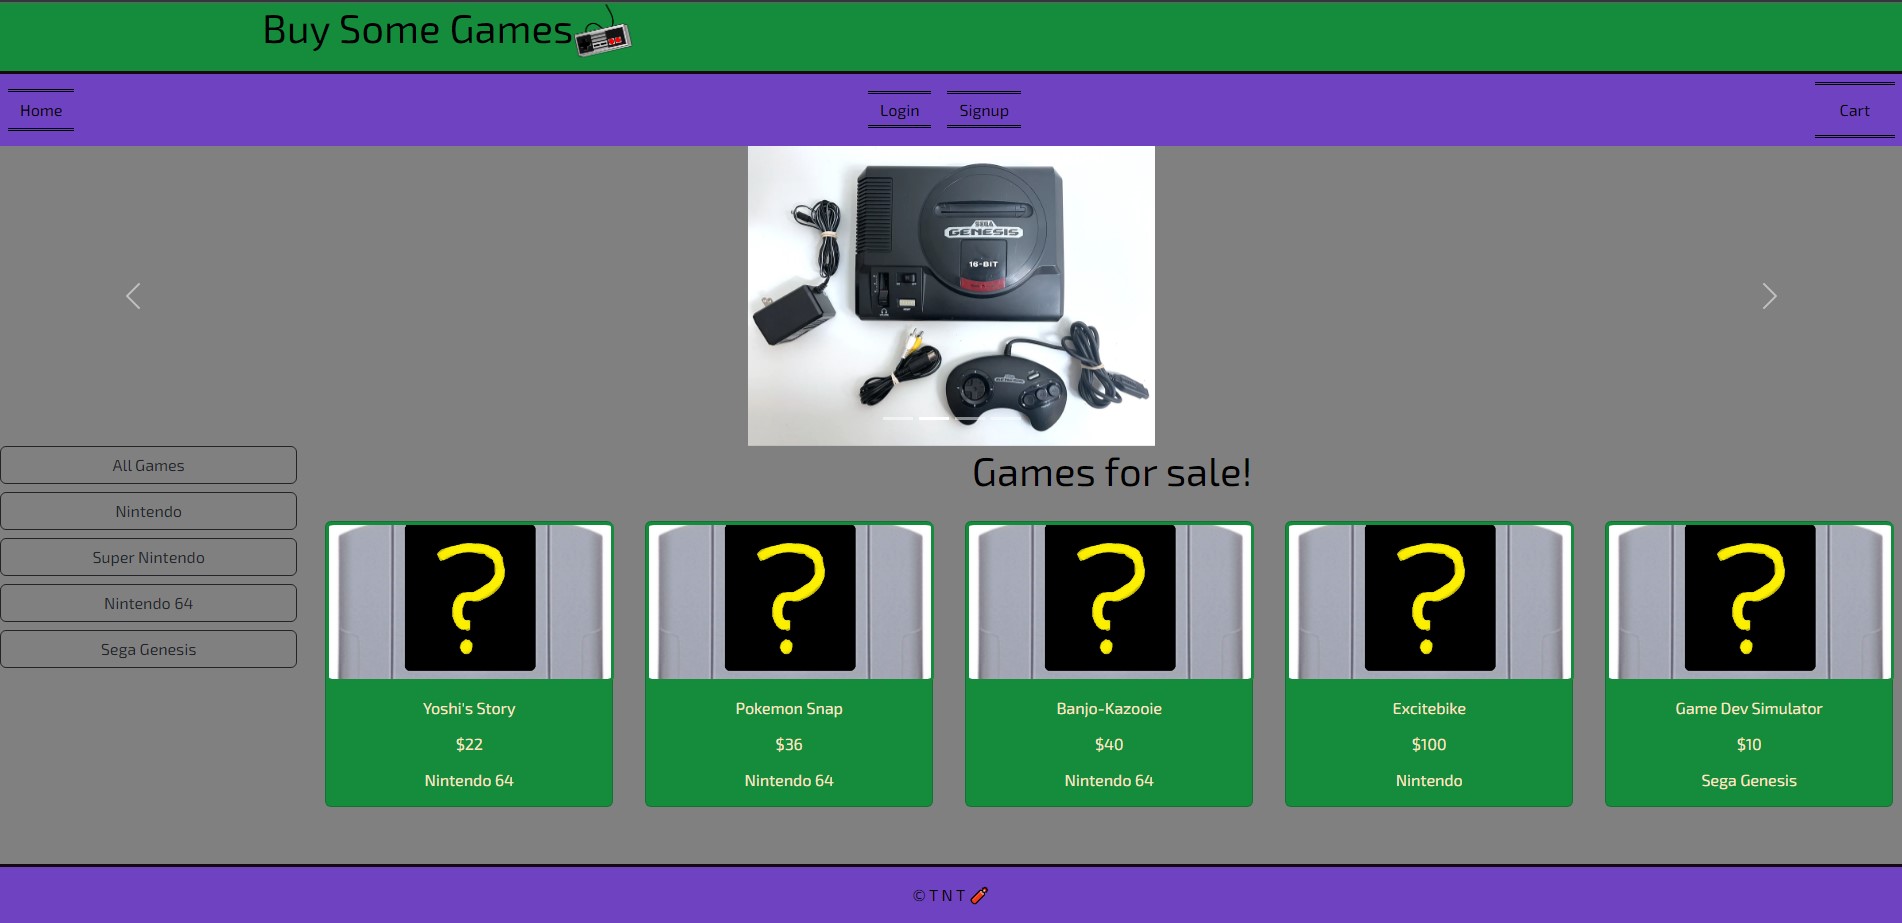 Buy Some Games
Home
Login
Signup
Cart
SEGA
GENESIS
16-BIT
All Games
Nintendo
Super Nintendo
Nintendo 64
Sega Genesis
Games for sale!
?
?
?
?
?
Yoshi's Story
$22
Nintendo 64
Pokemon Snap
$36
Nintendo 64
Banjo-Kazooie
$40
Nintendo 64
Excitebike
$100
Nintendo
Game Dev Simulator
$10
Sega Genesis
© T N T